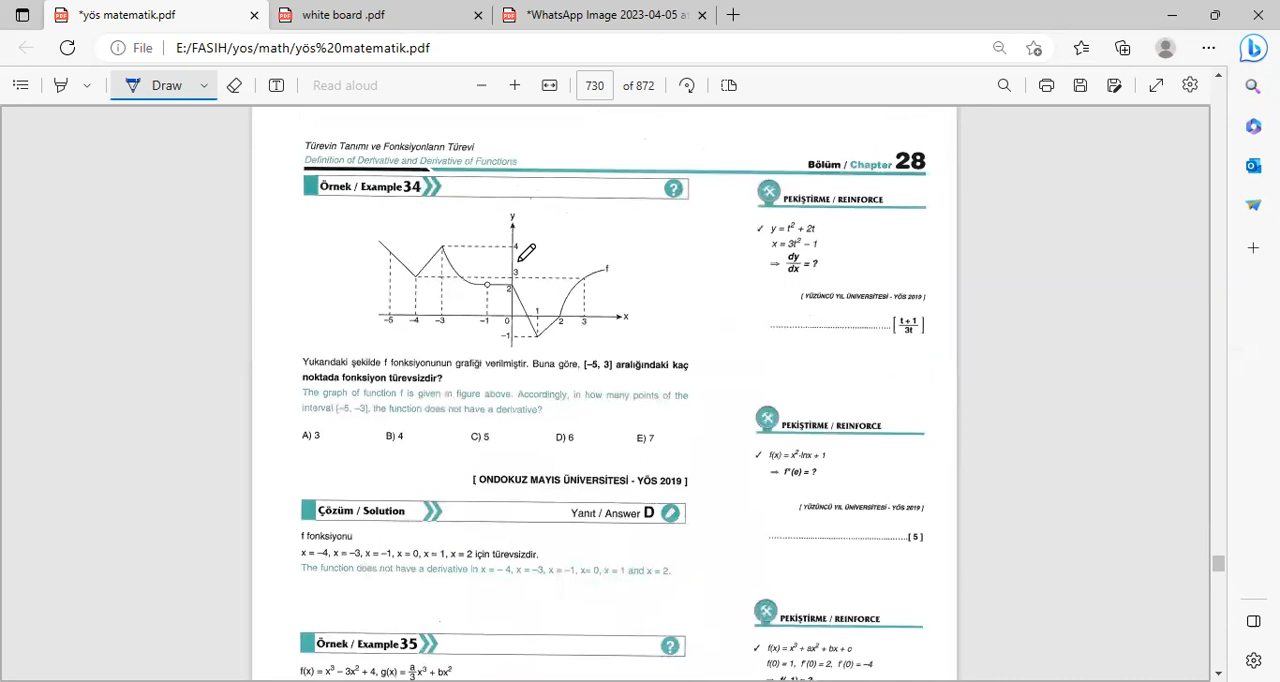 *yös matematik.pdf
white board .pdf
*WhatsApp Image 2023-04-05 at
File
E:/FASIH/yos/math/yös%20matematik.pdf
Draw
Read aloud
730 of 872
Türevin Tanımı ve Fonksiyonların Türevi
Definition of Derivative and Derivative of Functions
Bölüm / Chapter 28
Örnek / Example 34
y
4
3
2
f
-5 -4 -3 -1 0 1 2 3 x
-1
Yukarıdaki şekilde f fonksiyonunun grafiği verilmiştir. Buna göre, [–5, 3] aralığındaki kaç
noktada fonksiyon türevsizdir?
The graph of function f is given in figure above. Accordingly, in how many points of the
interval [–5, –3], the function does not have a derivative?
A) 3 B) 4 C) 5 D) 6 E) 7
[ ONDOKUZ MAYIS ÜNİVERSİTESİ - YÖS 2019 ]
Çözüm / Solution
Yanıt / Answer D
f fonksiyonu
x = –4, x = –3, x = –1, x = 0, x = 1, x = 2 için türevsizdir.
The function does not have a derivative in x = – 4, x = –3, x = –1, x= 0, x = 1 and x = 2.
Örnek / Example 35
f(x) = x³ – 3x² + 4, g(x) = a/3 x³ + bx²
PEKİŞTİRME / REINFORCE
✓ y = t² + 2t
x = 3t² – 1
⇒ dy/dx = ?
[ YÜZÜNCÜ YIL ÜNİVERSİTESİ - YÖS 2019 ]
[ t + 1 / 3t ]
PEKİŞTİRME / REINFORCE
✓ f(x) = x²·lnx + 1
[ YÜZÜNCÜ YIL ÜNİVERSİTESİ - YÖS 2019 ]
[ 5 ]
PEKİŞTİRME / REINFORCE
✓ f(x) = x³ + ax² + bx + c